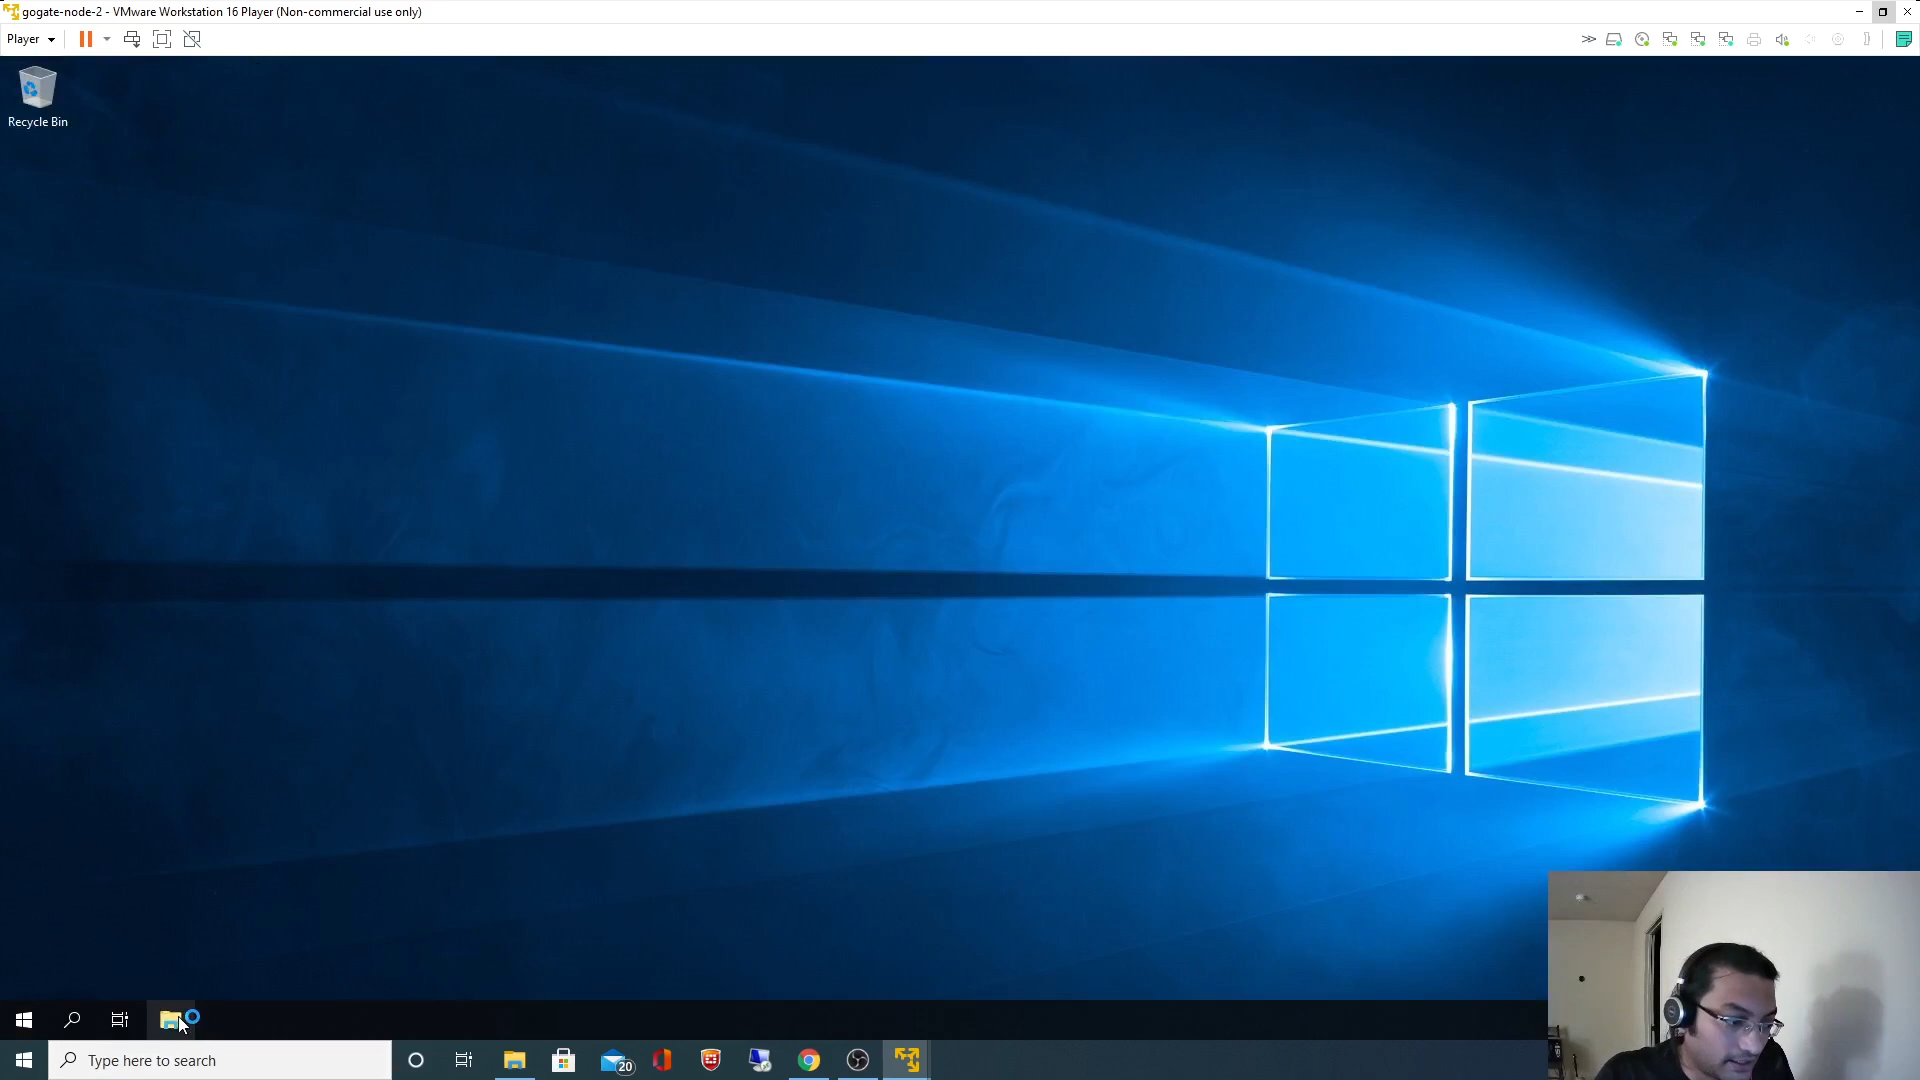 gogate-node-2 - VMware Workstation 16 Player (Non-commercial use only)
Player
Recycle Bin
Type here to search
20